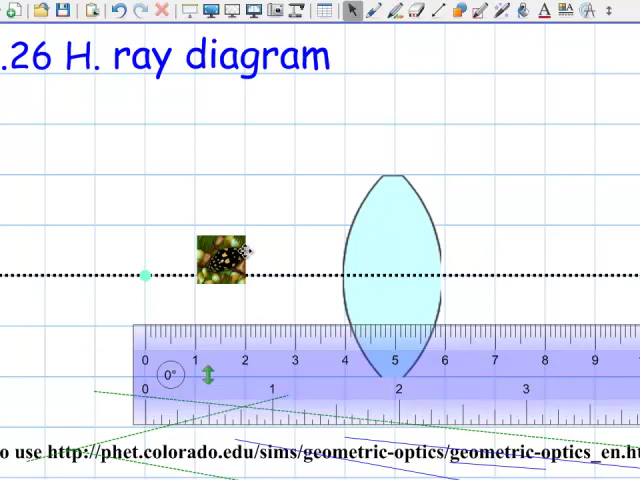 .26 H. ray diagram
0 1 2 3 4 5 6 7 8 9
0°
0 1 2 3
o use http://phet.colorado.edu/sims/geometric-optics/geometric-optics_en.ht